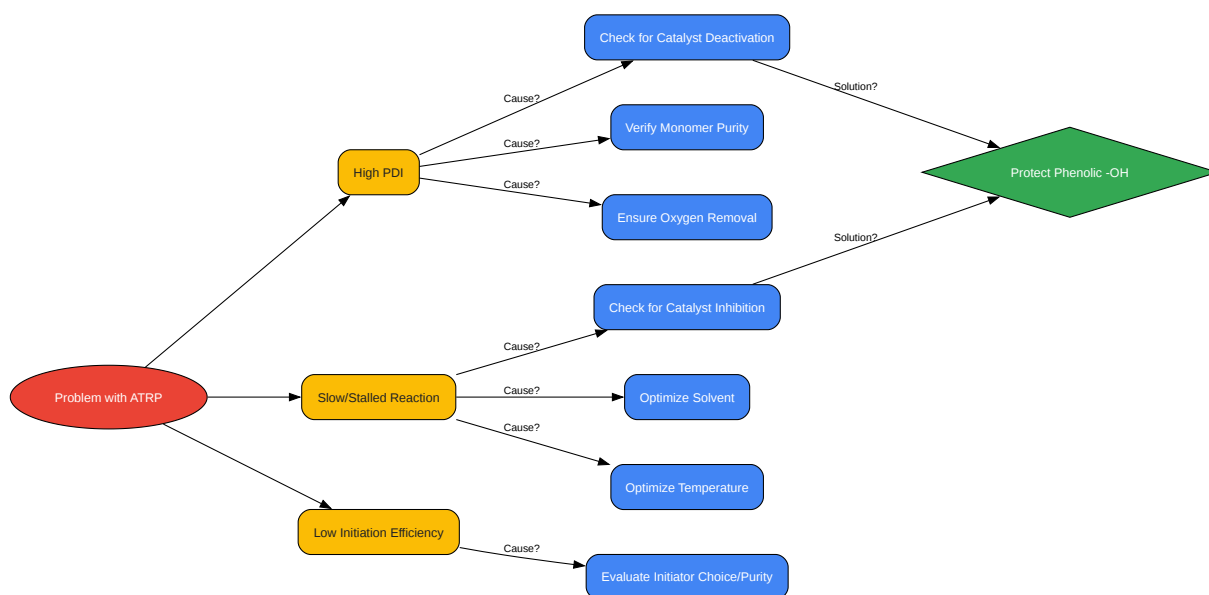 Check for Catalyst Deactivation
Solution?
Cause?
Verify Monomer Purity
Cause?
High PDI
Protect Phenolic -OH
Cause?
Ensure Oxygen Removal
Solution?
Check for Catalyst Inhibition
Cause?
Problem with ATRP
Slow/Stalled Reaction
Cause?
Optimize Solvent
Cause?
Optimize Temperature
Low Initiation Efficiency
Cause?
Evaluate Initiator Choice/Purity